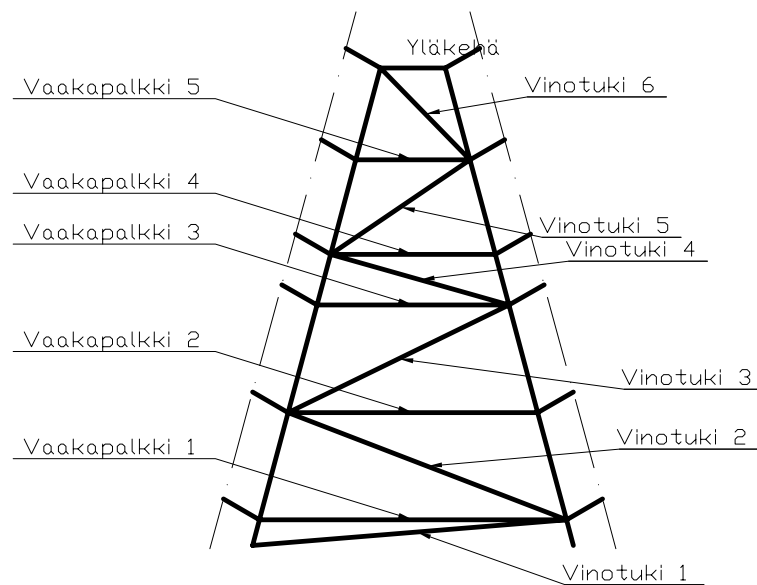 Yläkehä
Vaakapalkki 5
Vinotuki 6
Vaakapalkki 4
Vinotuki 5
Vaakapalkki 3
Vinotuki 4
Vaakapalkki 2
Vinotuki 3
Vinotuki 2
Vaakapalkki 1
Vinotuki 1